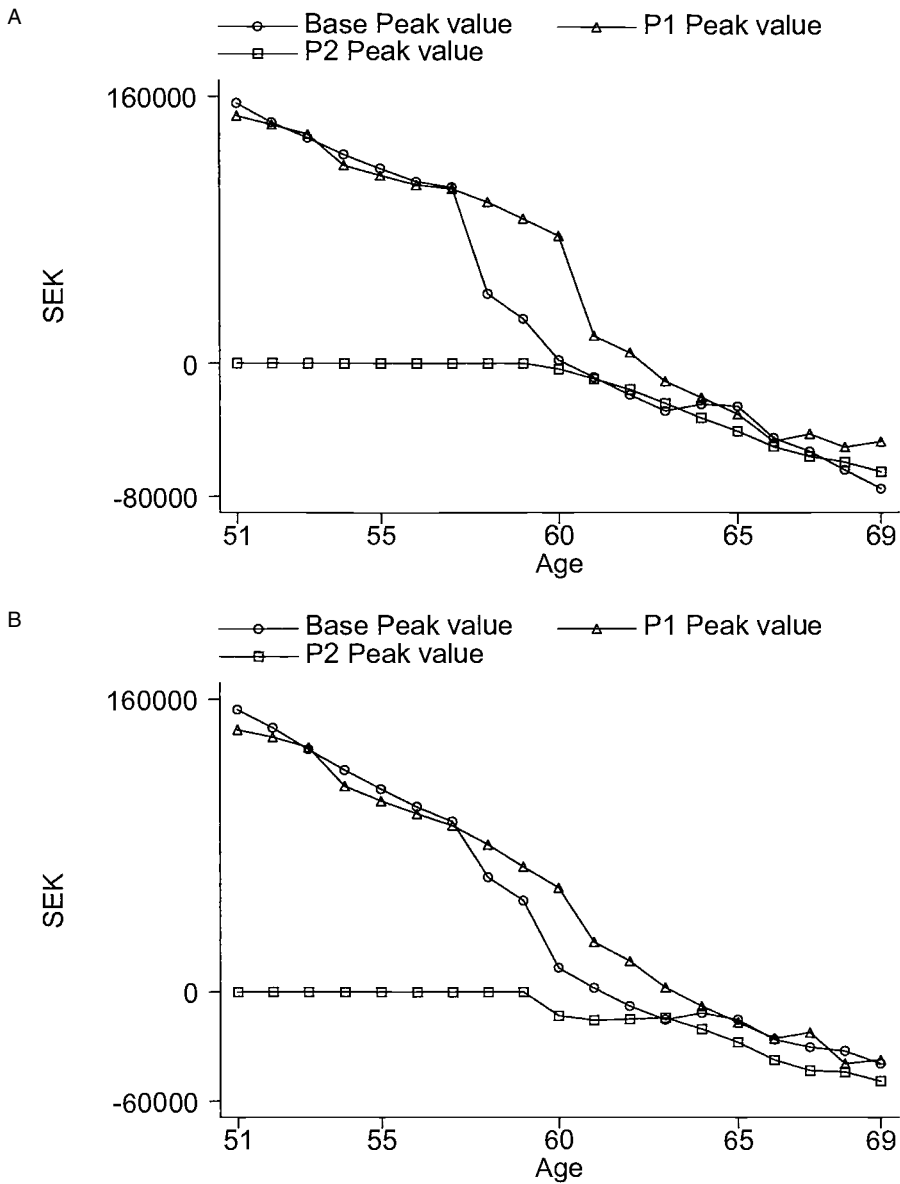 A
Base Peak value
P1 Peak value
P2 Peak value
160000
0
-80000
SEK
51
55
60
65
69
Age
B
Base Peak value
P1 Peak value
P2 Peak value
160000
0
-60000
SEK
51
55
60
65
69
Age